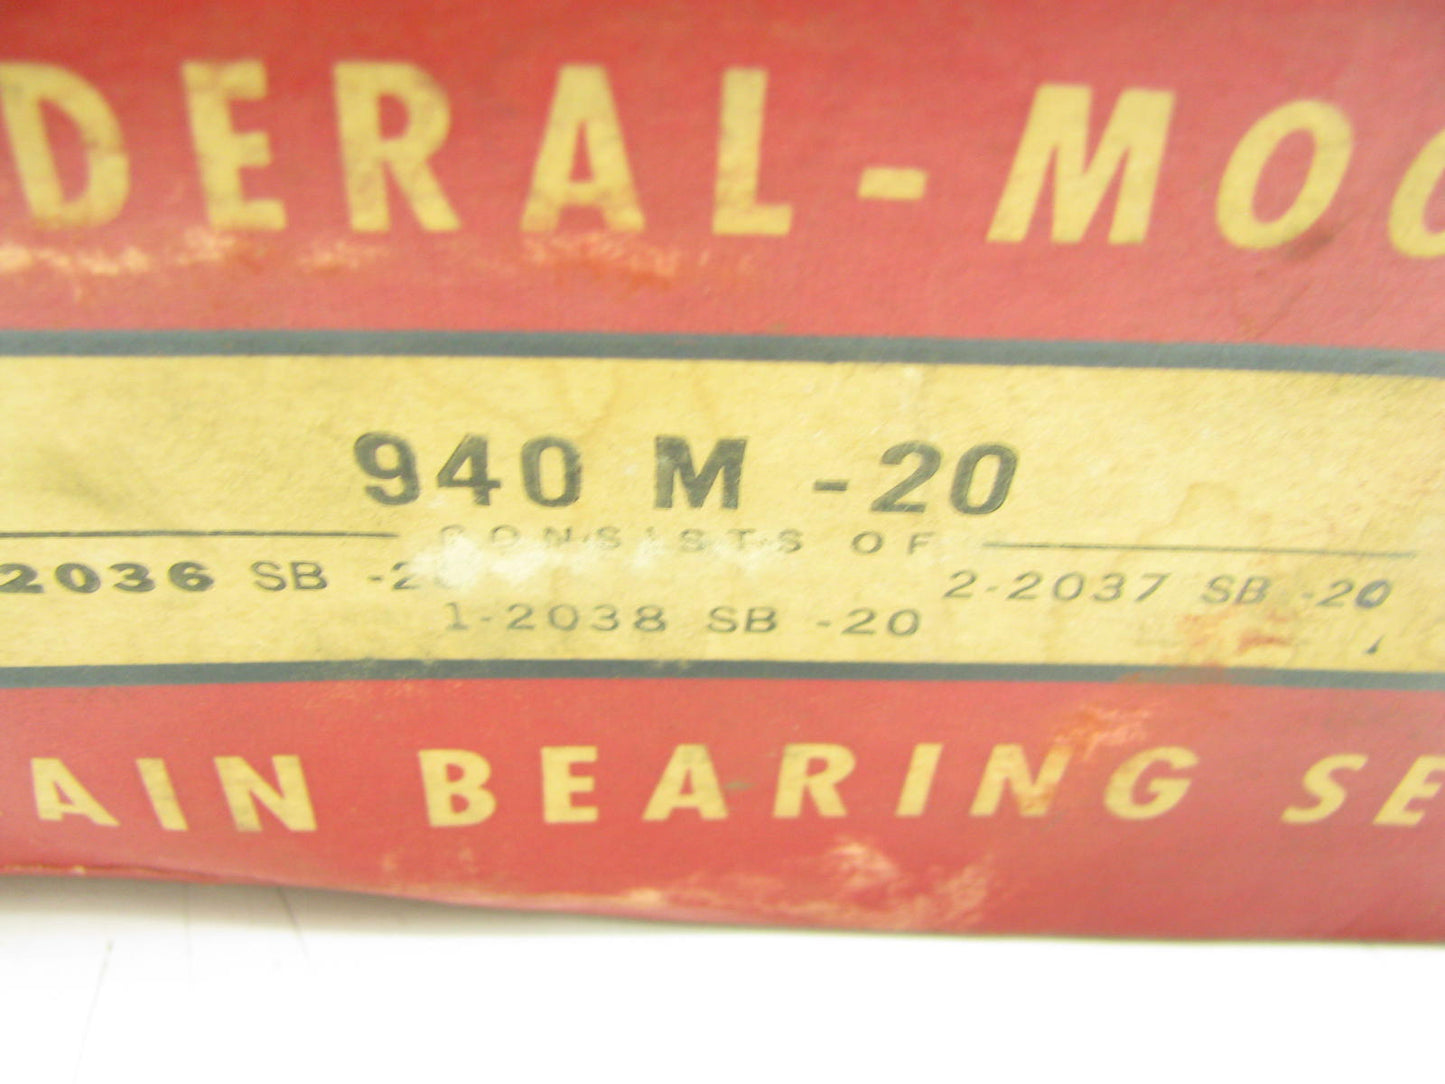 DERAL-MOO
940 M -20
CONSISTS OF
2036 SB -2 2-2037 SB -20
1-2038 SB -20
AIN BEARING SE